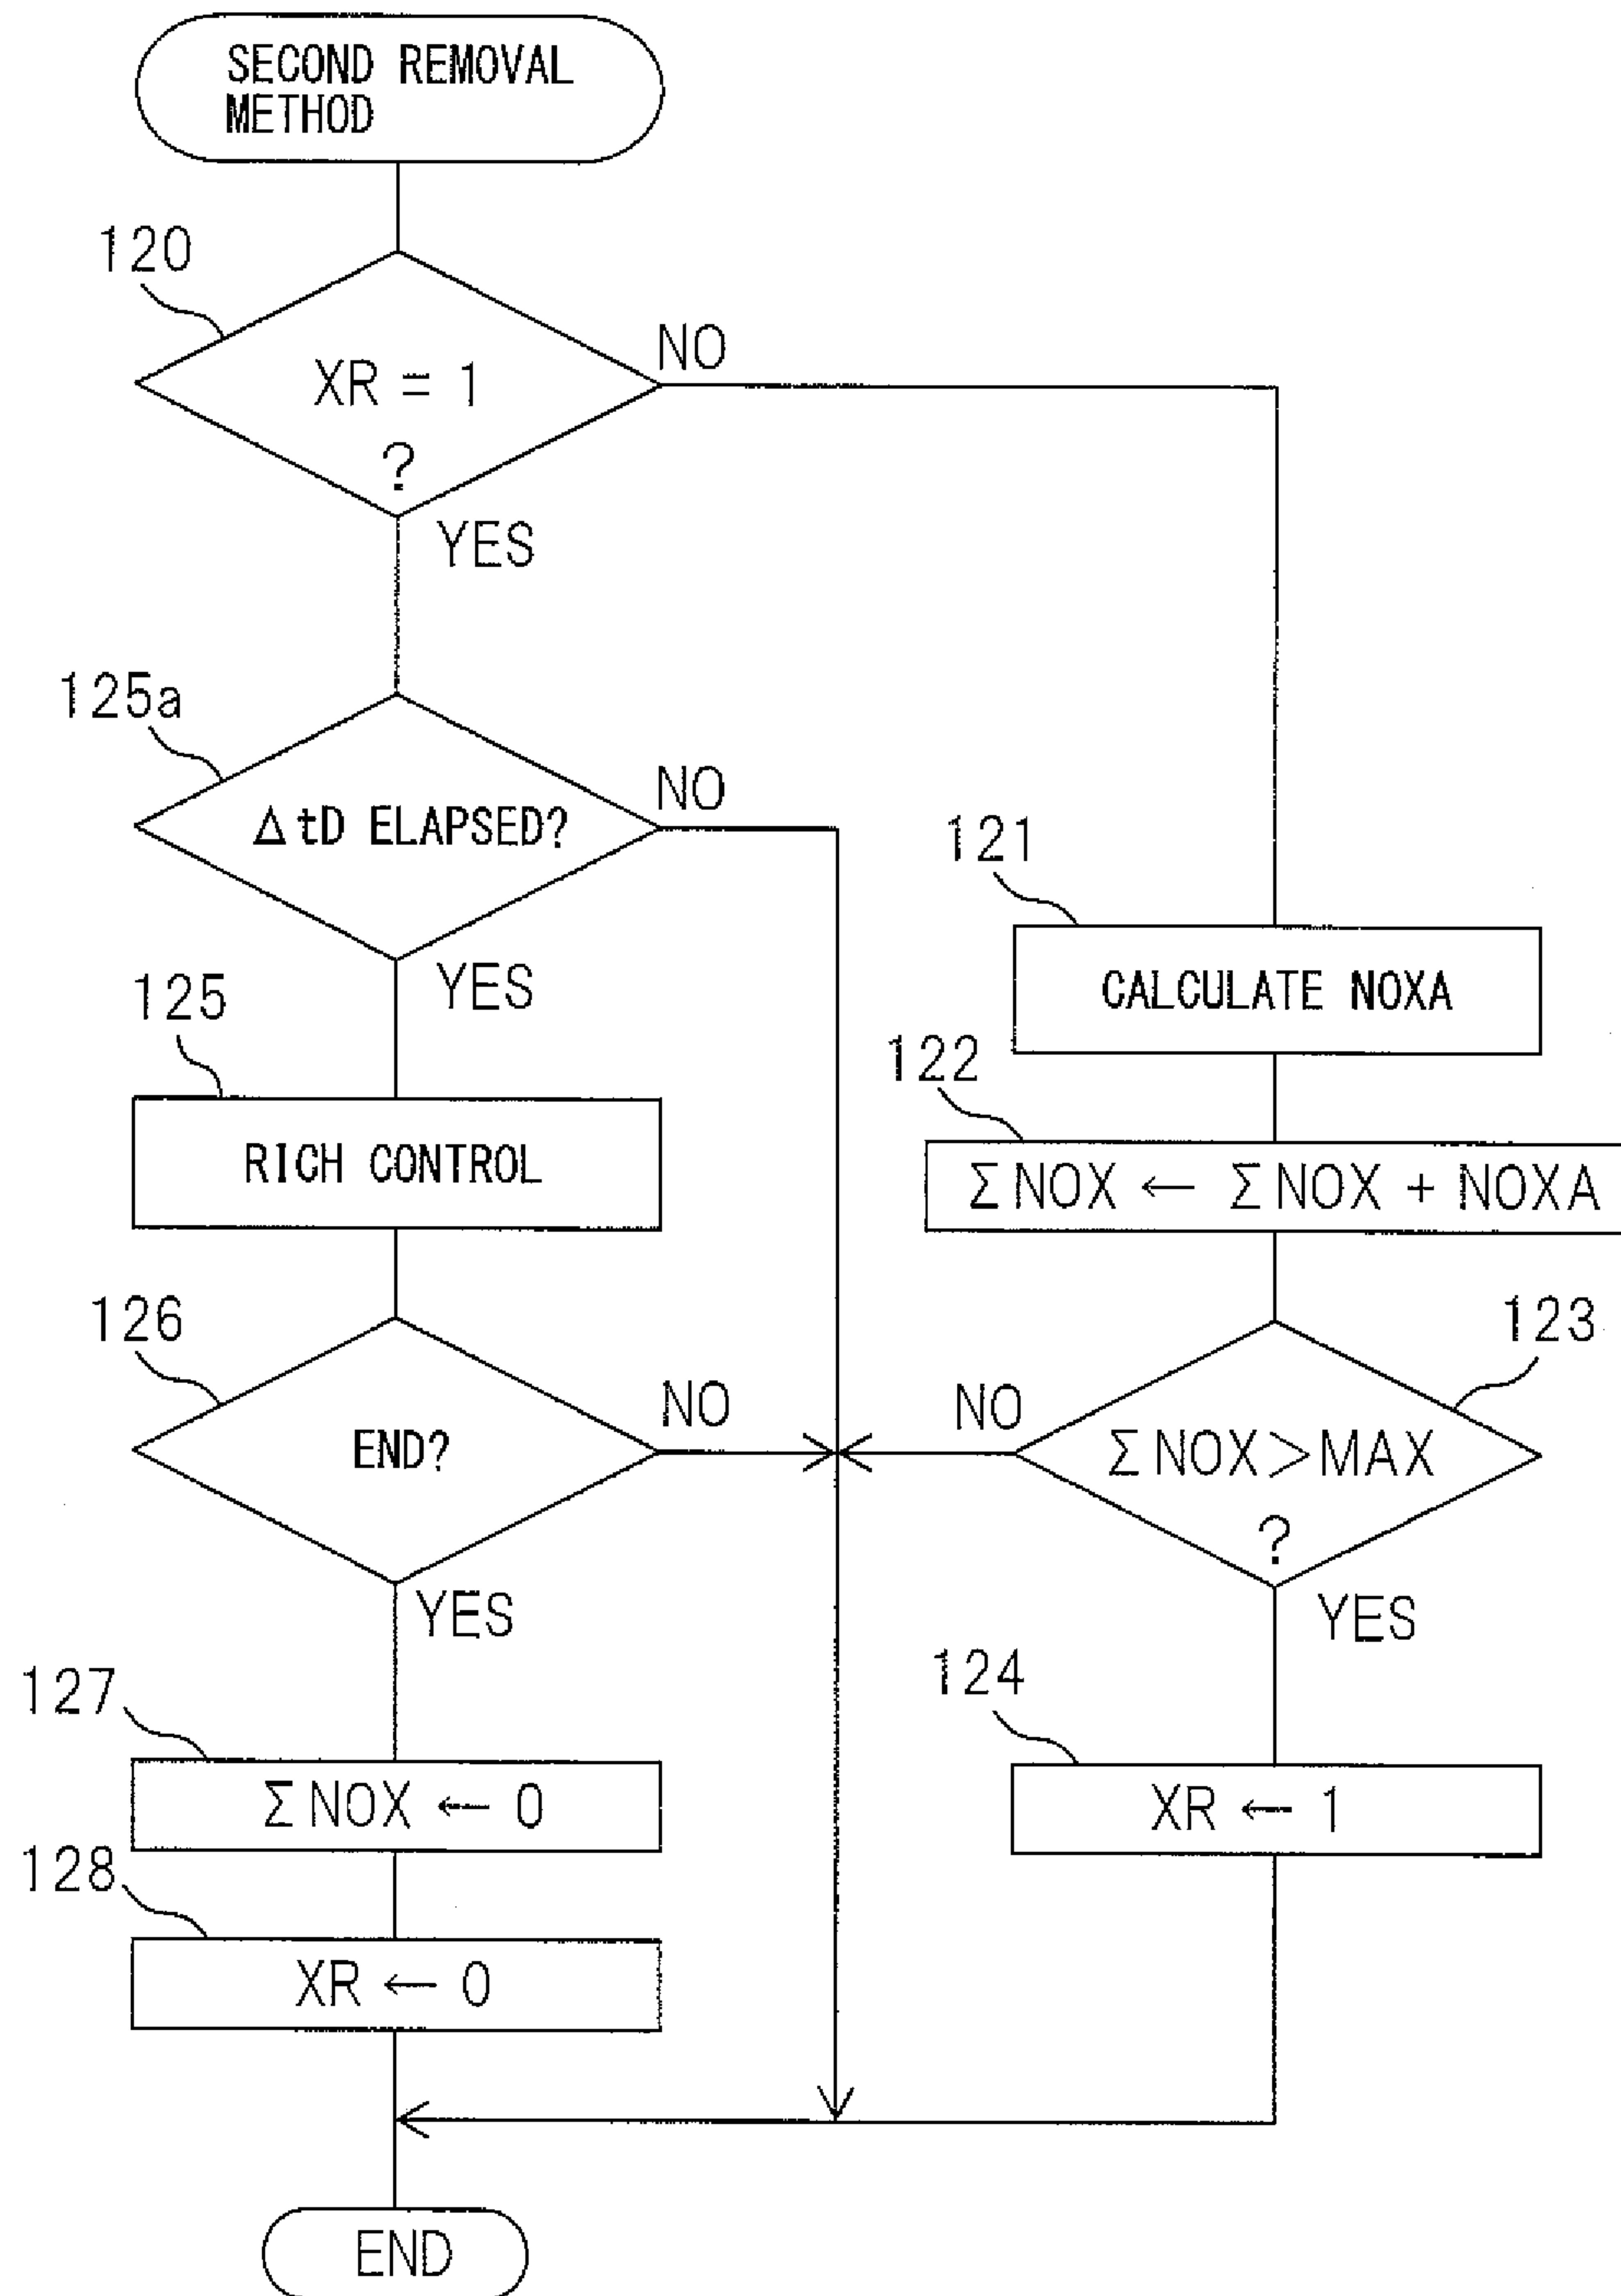 SECOND REMOVAL
METHOD
120
XR = 1
?
NO
YES
125a
ΔtD ELAPSED?
NO
YES
125
RICH CONTROL
126
END?
NO
YES
127
ΣNOX ← 0
128
XR ← 0
121
CALCULATE NOXA
122
ΣNOX ← ΣNOX + NOXA
123
ΣNOX>MAX
?
NO
YES
124
XR ← 1
END